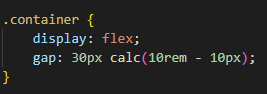 .container {
    display: flex;
    gap: 30px calc(10rem - 10px);
}